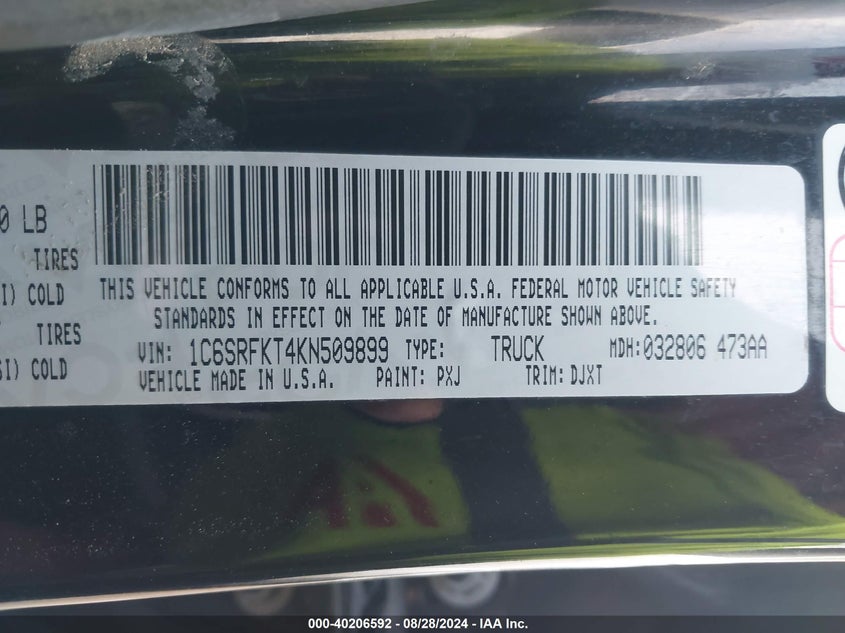 0 LB
TIRES
THIS VEHICLE CONFORMS TO ALL APPLICABLE U.S.A. FEDERAL MOTOR VEHICLE SAFETY
I) COLD
STANDARDS IN EFFECT ON THE DATE OF MANUFACTURE SHOWN ABOVE.
TIRES
VIN: 1C6SRFKT4KN509899 TYPE: TRUCK MDH: 032806 473AA
SI) COLD
VEHICLE MADE IN U.S.A. PAINT: PXJ TRIM: DJXT
000-40206592 - 08/28/2024 - IAA Inc.